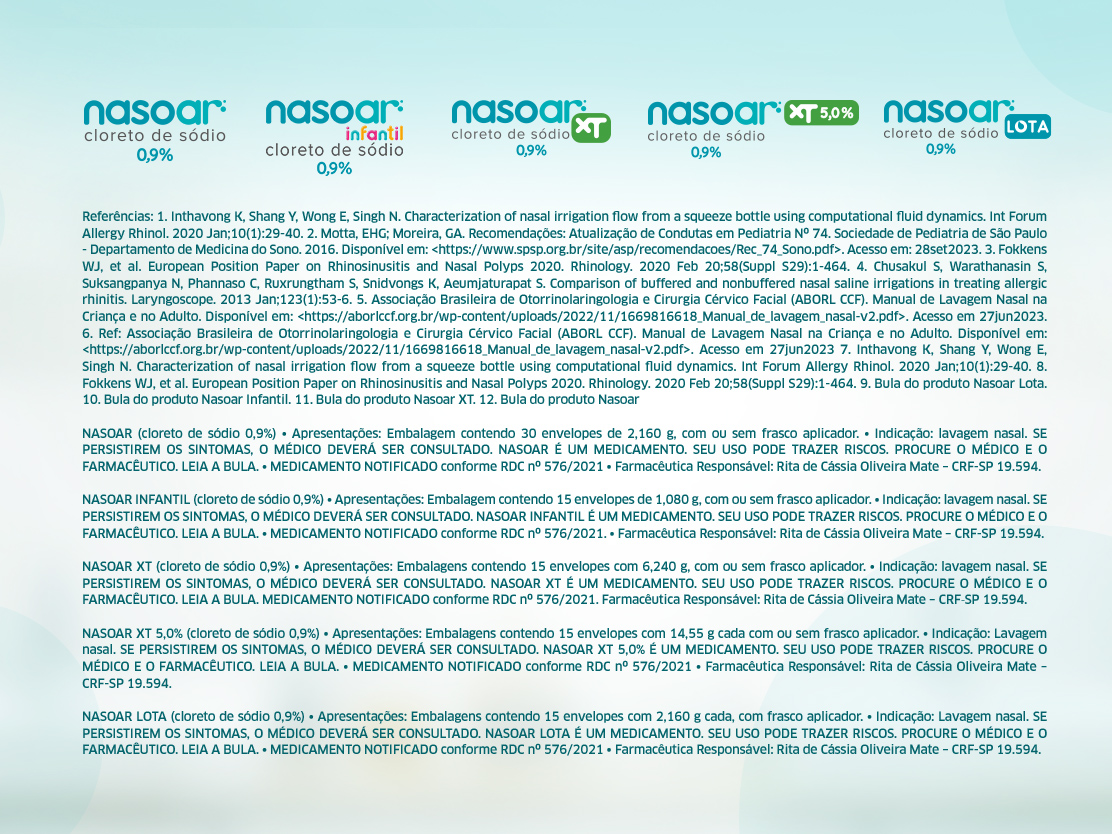 nasoar
cloreto de sódio
0,9%
nasoar
infantil
cloreto de sódio
0,9%
nasoar
cloreto de sódio XT
0,9%
nasoar XT 5,0%
cloreto de sódio
0,9%
nasoar
cloreto de sódio LOTA
0,9%
Referências: 1. Inthavong K, Shang Y, Wong E, Singh N. Characterization of nasal irrigation flow from a squeeze bottle using computational fluid dynamics. Int Forum
Allergy Rhinol. 2020 Jan;10(1):29-40. 2. Motta, EHG; Moreira, GA. Recomendações: Atualização de Condutas em Pediatria Nº 74. Sociedade de Pediatria de São Paulo
- Departamento de Medicina do Sono. 2016. Disponível em: <https://www.spsp.org.br/site/asp/recomendacoes/Rec_74_Sono.pdf>. Acesso em: 28set2023. 3. Fokkens
WJ, et al. European Position Paper on Rhinosinusitis and Nasal Polyps 2020. Rhinology. 2020 Feb 20;58(Suppl S29):1-464. 4. Chusakul S, Warathanasin S,
Suksangpanya N, Phannaso C, Ruxrungtham S, Snidvongs K, Aeumjaturapat S. Comparison of buffered and nonbuffered nasal saline irrigations in treating allergic
rhinitis. Laryngoscope. 2013 Jan;123(1):53-6. 5. Associação Brasileira de Otorrinolaringologia e Cirurgia Cérvico Facial (ABORL CCF). Manual de Lavagem Nasal na
Criança e no Adulto. Disponível em: <https://aborlccf.org.br/wp-content/uploads/2022/11/1669816618_Manual_de_lavagem_nasal-v2.pdf>. Acesso em 27jun2023.
6. Ref: Associação Brasileira de Otorrinolaringologia e Cirurgia Cérvico Facial (ABORL CCF). Manual de Lavagem Nasal na Criança e no Adulto. Disponível em:
<https://aborlccf.org.br/wp-content/uploads/2022/11/1669816618_Manual_de_lavagem_nasal-v2.pdf>. Acesso em 27jun2023 7. Inthavong K, Shang Y, Wong E,
Singh N. Characterization of nasal irrigation flow from a squeeze bottle using computational fluid dynamics. Int Forum Allergy Rhinol. 2020 Jan;10(1):29-40. 8.
Fokkens WJ, et al. European Position Paper on Rhinosinusitis and Nasal Polyps 2020. Rhinology. 2020 Feb 20;58(Suppl S29):1-464. 9. Bula do produto Nasoar Lota.
10. Bula do produto Nasoar Infantil. 11. Bula do produto Nasoar XT. 12. Bula do produto Nasoar
NASOAR (cloreto de sódio 0,9%) • Apresentações: Embalagem contendo 30 envelopes de 2,160 g, com ou sem frasco aplicador. • Indicação: lavagem nasal. SE
PERSISTIREM OS SINTOMAS, O MÉDICO DEVERÁ SER CONSULTADO. NASOAR É UM MEDICAMENTO. SEU USO PODE TRAZER RISCOS. PROCURE O MÉDICO E O
FARMACÊUTICO. LEIA A BULA. • MEDICAMENTO NOTIFICADO conforme RDC nº 576/2021 • Farmacêutica Responsável: Rita de Cássia Oliveira Mate – CRF-SP 19.594.
NASOAR INFANTIL (cloreto de sódio 0,9%) • Apresentações: Embalagem contendo 15 envelopes de 1,080 g, com ou sem frasco aplicador. • Indicação: lavagem nasal. SE
PERSISTIREM OS SINTOMAS, O MÉDICO DEVERÁ SER CONSULTADO. NASOAR INFANTIL É UM MEDICAMENTO. SEU USO PODE TRAZER RISCOS. PROCURE O MÉDICO E O
FARMACÊUTICO. LEIA A BULA. • MEDICAMENTO NOTIFICADO conforme RDC nº 576/2021. • Farmacêutica Responsável: Rita de Cássia Oliveira Mate – CRF-SP 19.594.
NASOAR XT (cloreto de sódio 0,9%) • Apresentações: Embalagens contendo 15 envelopes com 6,240 g, com ou sem frasco aplicador. • Indicação: lavagem nasal. SE
PERSISTIREM OS SINTOMAS, O MÉDICO DEVERÁ SER CONSULTADO. NASOAR XT É UM MEDICAMENTO. SEU USO PODE TRAZER RISCOS. PROCURE O MÉDICO E O
FARMACÊUTICO. LEIA A BULA. MEDICAMENTO NOTIFICADO conforme RDC nº 576/2021. Farmacêutica Responsável: Rita de Cássia Oliveira Mate – CRF-SP 19.594.
NASOAR XT 5,0% (cloreto de sódio 0,9%) • Apresentações: Embalagens contendo 15 envelopes com 14,55 g cada com ou sem frasco aplicador. • Indicação: Lavagem
nasal. SE PERSISTIREM OS SINTOMAS, O MÉDICO DEVERÁ SER CONSULTADO. NASOAR XT 5,0% É UM MEDICAMENTO. SEU USO PODE TRAZER RISCOS. PROCURE O
MÉDICO E O FARMACÊUTICO. LEIA A BULA. • MEDICAMENTO NOTIFICADO conforme RDC nº 576/2021 • Farmacêutica Responsável: Rita de Cássia Oliveira Mate –
CRF-SP 19.594.
NASOAR LOTA (cloreto de sódio 0,9%) • Apresentações: Embalagens contendo 15 envelopes com 2,160 g cada, com frasco aplicador. • Indicação: Lavagem nasal. SE
PERSISTIREM OS SINTOMAS, O MÉDICO DEVERÁ SER CONSULTADO. NASOAR LOTA É UM MEDICAMENTO. SEU USO PODE TRAZER RISCOS. PROCURE O MÉDICO E O
FARMACÊUTICO. LEIA A BULA. • MEDICAMENTO NOTIFICADO conforme RDC nº 576/2021 • Farmacêutica Responsável: Rita de Cássia Oliveira Mate – CRF-SP 19.594.